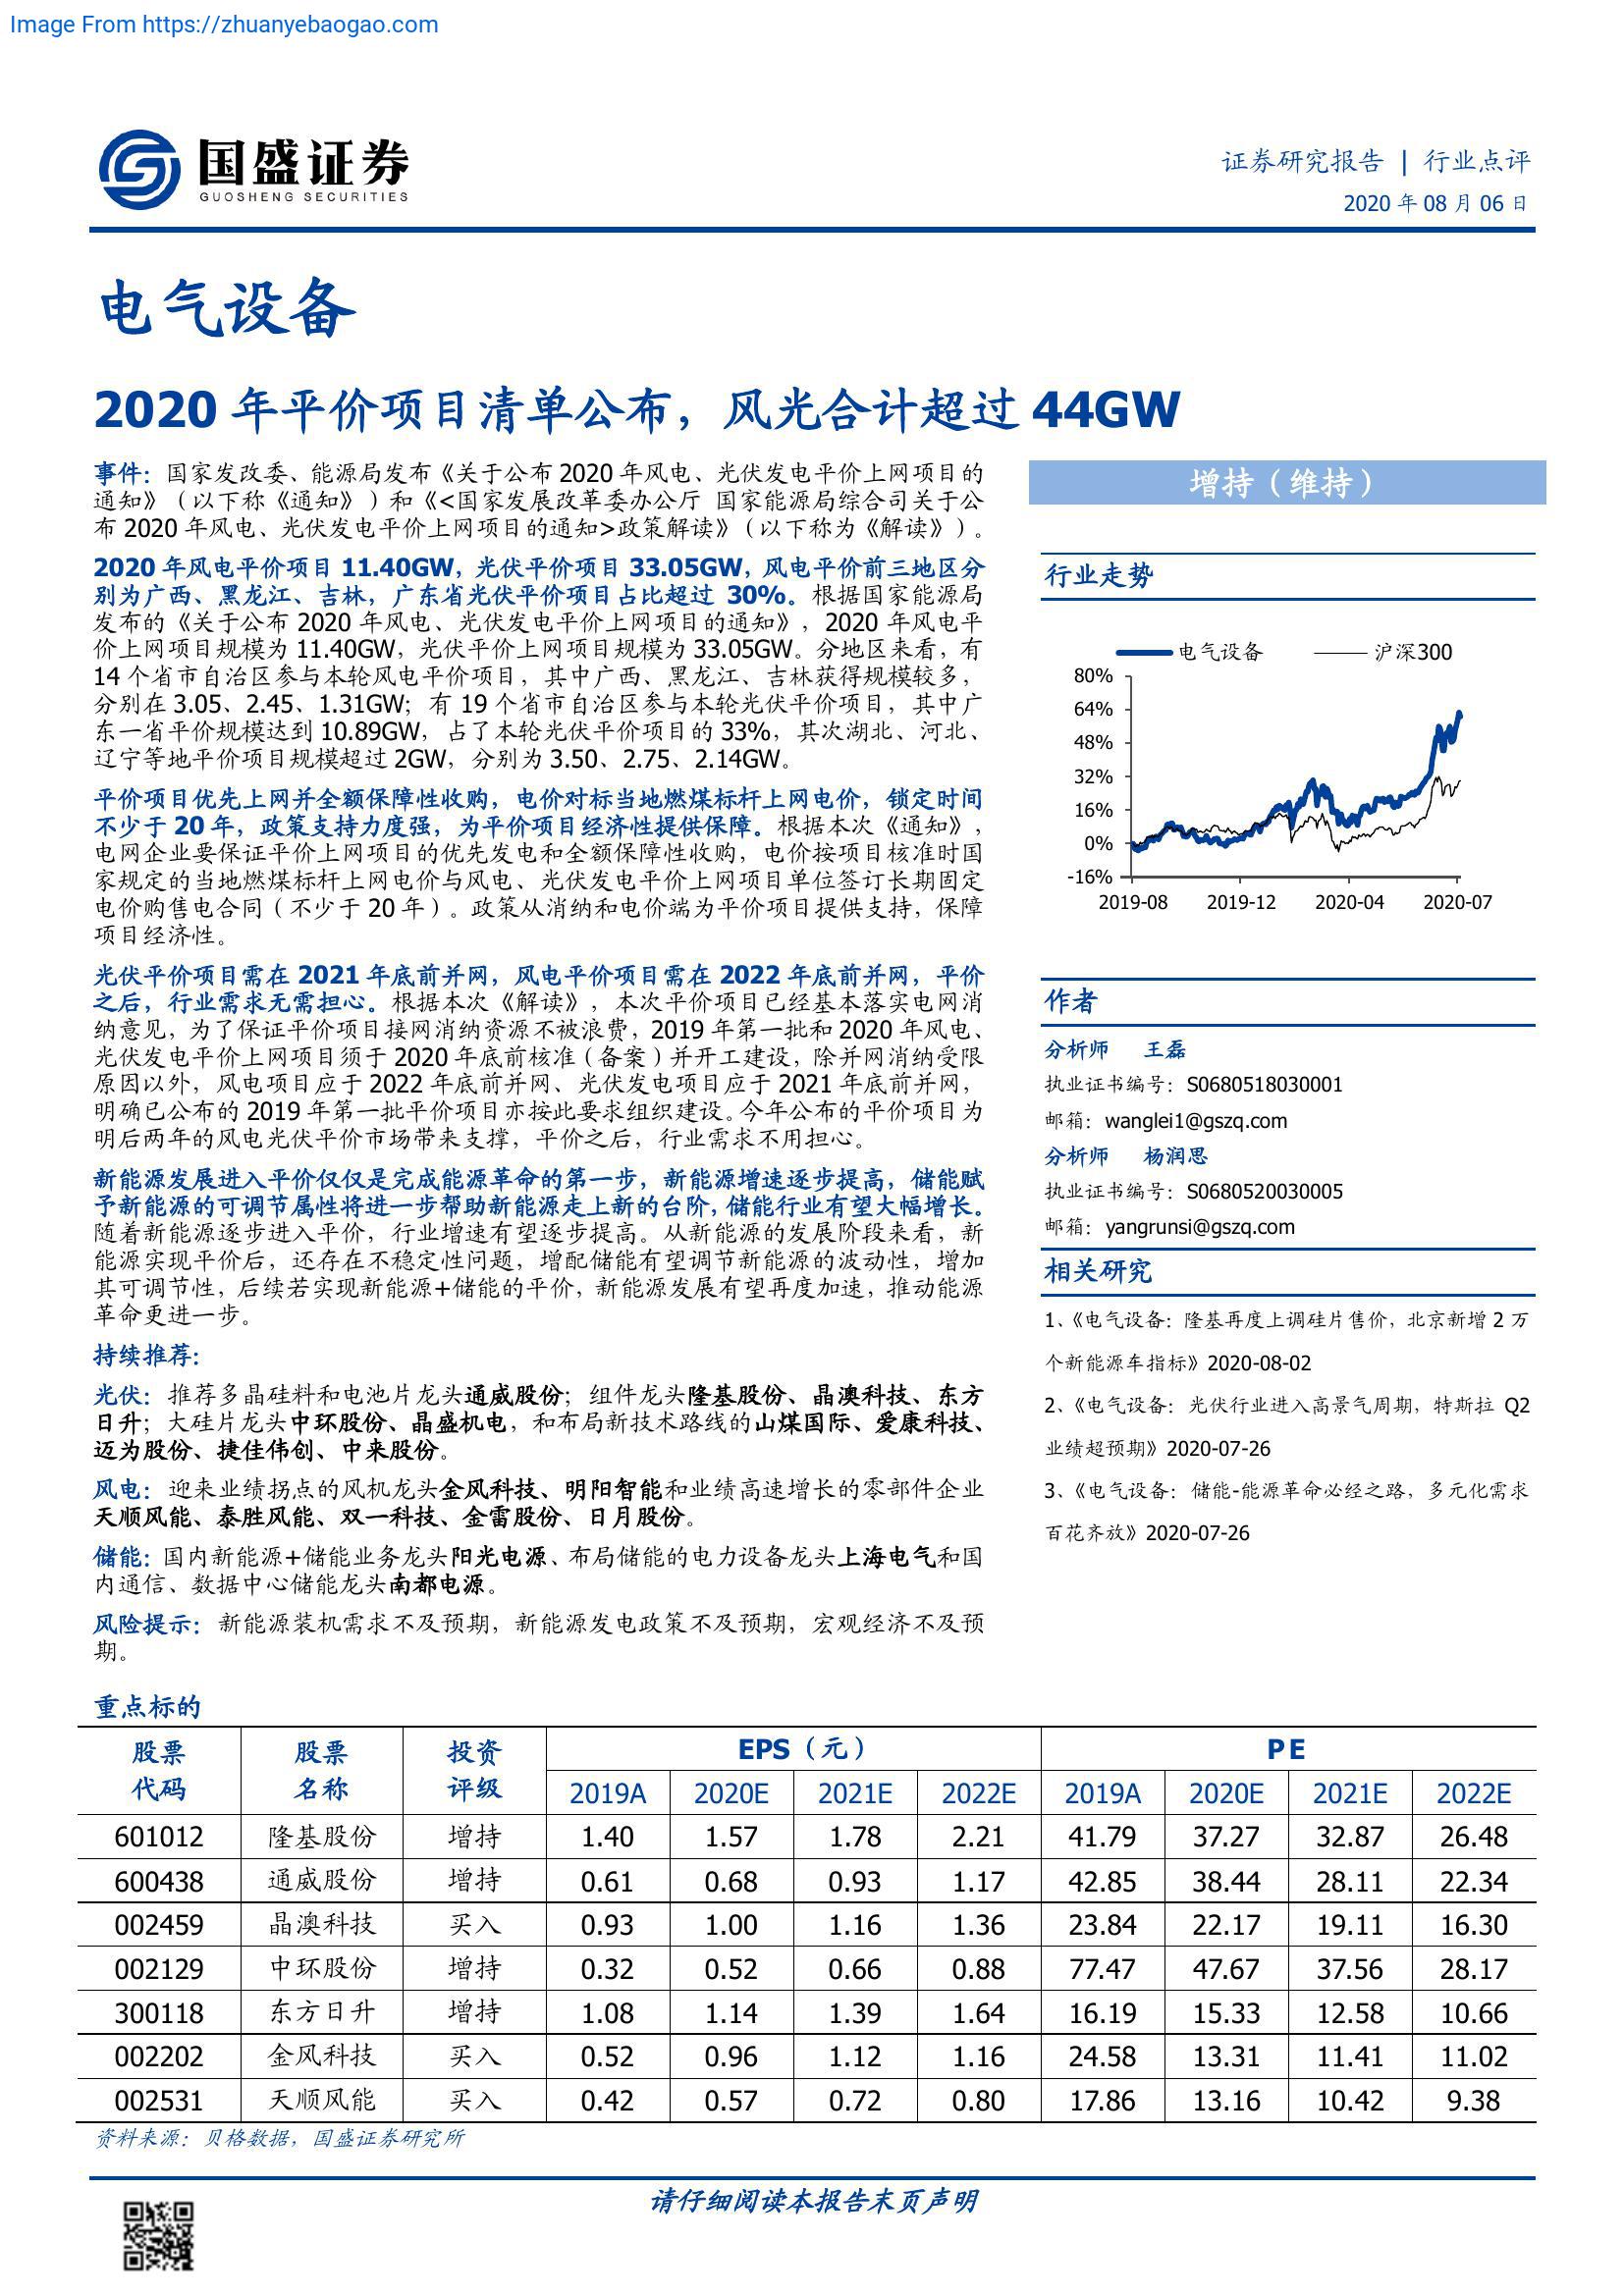 Image From https://zhuanyebaogao.com
国盛证券
GUOSHENG SECURITIES
证券研究报告 | 行业点评
2020 年 08 月 06 日
电气设备
2020 年平价项目清单公布，风光合计超过 44GW
事件：国家发改委、能源局发布《关于公布 2020 年风电、光伏发电平价上网项目的
通知》（以下称《通知》）和《<国家发展改革委办公厅 国家能源局综合司关于公
布 2020 年风电、光伏发电平价上网项目的通知>政策解读》（以下称为《解读》）。
2020 年风电平价项目 11.40GW，光伏平价项目 33.05GW，风电平价前三地区分
别为广西、黑龙江、吉林，广东省光伏平价项目占比超过 30%。根据国家能源局
发布的《关于公布 2020 年风电、光伏发电平价上网项目的通知》，2020 年风电平
价上网项目规模为 11.40GW，光伏平价上网项目规模为 33.05GW。分地区来看，有
14 个省市自治区参与本轮风电平价项目，其中广西、黑龙江、吉林获得规模较多，
分别在 3.05、2.45、1.31GW；有 19 个省市自治区参与本轮光伏平价项目，其中广
东一省平价规模达到 10.89GW，占了本轮光伏平价项目的 33%，其次湖北、河北、
辽宁等地平价项目规模超过 2GW，分别为 3.50、2.75、2.14GW。
平价项目优先上网并全额保障性收购，电价对标当地燃煤标杆上网电价，锁定时间
不少于 20 年，政策支持力度强，为平价项目经济性提供保障。根据本次《通知》，
电网企业要保证平价上网项目的优先发电和全额保障性收购，电价按项目核准时国
家规定的当地燃煤标杆上网电价与风电、光伏发电平价上网项目单位签订长期固定
电价购售电合同（不少于 20 年）。政策从消纳和电价端为平价项目提供支持，保障
项目经济性。
光伏平价项目需在 2021 年底前并网，风电平价项目需在 2022 年底前并网，平价
之后，行业需求无需担心。根据本次《解读》，本次平价项目已经基本落实电网消
纳意见，为了保证平价项目接网消纳资源不被浪费，2019 年第一批和 2020 年风电、
光伏发电平价上网项目须于 2020 年底前核准（备案）并开工建设，除并网消纳受限
原因以外，风电项目应于 2022 年底前并网、光伏发电项目应于 2021 年底前并网，
明确已公布的 2019 年第一批平价项目亦按此要求组织建设。今年公布的平价项目为
明后两年的风电光伏平价市场带来支撑，平价之后，行业需求不用担心。
新能源发展进入平价仅仅是完成能源革命的第一步，新能源增速逐步提高，储能赋
予新能源的可调节属性将进一步帮助新能源走上新的台阶，储能行业有望大幅增长。
随着新能源逐步进入平价，行业增速有望逐步提高。从新能源的发展阶段来看，新
能源实现平价后，还存在不稳定性问题，增配储能有望调节新能源的波动性，增加
其可调节性，后续若实现新能源+储能的平价，新能源发展有望再度加速，推动能源
革命更进一步。
持续推荐：
光伏：推荐多晶硅料和电池片龙头通威股份；组件龙头隆基股份、晶澳科技、东方
日升；大硅片龙头中环股份、晶盛机电，和布局新技术路线的山煤国际、爱康科技、
迈为股份、捷佳伟创、中来股份。
风电：迎来业绩拐点的风机龙头金风科技、明阳智能和业绩高速增长的零部件企业
天顺风能、泰胜风能、双一科技、金雷股份、日月股份。
储能：国内新能源+储能业务龙头阳光电源、布局储能的电力设备龙头上海电气和国
内通信、数据中心储能龙头南都电源。
风险提示：新能源装机需求不及预期，新能源发电政策不及预期，宏观经济不及预
期。
增持（维持）
行业走势
电气设备 沪深300
80%
64%
48%
32%
16%
0%
-16%
2019-08 2019-12 2020-04 2020-07
作者
分析师 王磊
执业证书编号：S0680518030001
邮箱：wanglei1@gszq.com
分析师 杨润思
执业证书编号：S0680520030005
邮箱：yangrunsi@gszq.com
相关研究
1、《电气设备：隆基再度上调硅片售价，北京新增 2 万
个新能源车指标》2020-08-02
2、《电气设备：光伏行业进入高景气周期，特斯拉 Q2
业绩超预期》2020-07-26
3、《电气设备：储能-能源革命必经之路，多元化需求
百花齐放》2020-07-26
重点标的
股票 股票 投资 EPS（元） P E
代码 名称 评级 2019A 2020E 2021E 2022E 2019A 2020E 2021E 2022E
601012 隆基股份 增持 1.40 1.57 1.78 2.21 41.79 37.27 32.87 26.48
600438 通威股份 增持 0.61 0.68 0.93 1.17 42.85 38.44 28.11 22.34
002459 晶澳科技 买入 0.93 1.00 1.16 1.36 23.84 22.17 19.11 16.30
002129 中环股份 增持 0.32 0.52 0.66 0.88 77.47 47.67 37.56 28.17
300118 东方日升 增持 1.08 1.14 1.39 1.64 16.19 15.33 12.58 10.66
002202 金风科技 买入 0.52 0.96 1.12 1.16 24.58 13.31 11.41 11.02
002531 天顺风能 买入 0.42 0.57 0.72 0.80 17.86 13.16 10.42 9.38
资料来源：贝格数据，国盛证券研究所
请仔细阅读本报告末页声明